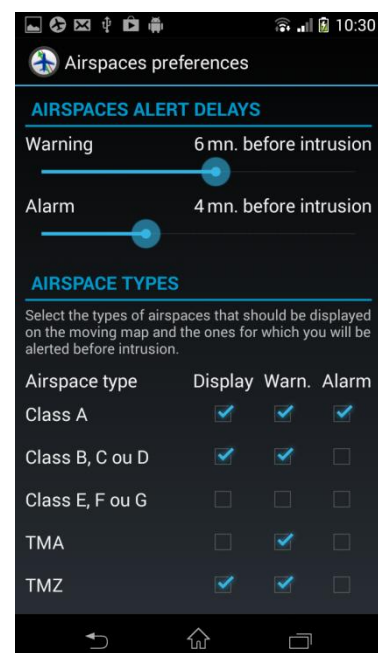 10:30
Airspaces preferences
AIRSPACES ALERT DELAYS
Warning 6 mn. before intrusion
Alarm 4 mn. before intrusion
AIRSPACE TYPES
Select the types of airspaces that should be displayed
on the moving map and the ones for which you will be
alerted before intrusion.
Airspace type Display Warn. Alarm
Class A
Class B, C ou D
Class E, F ou G
TMA
TMZ